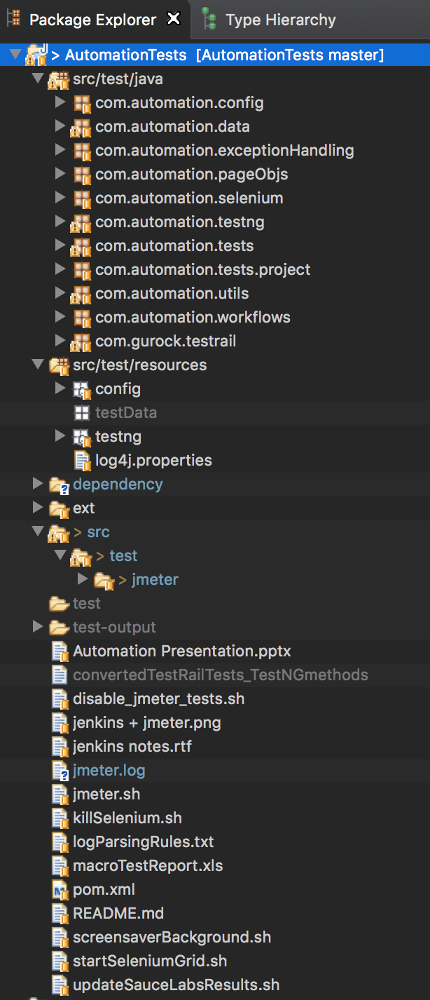 Package Explorer Type Hierarchy
> AutomationTests [AutomationTests master]
src/test/java
com.automation.config
com.automation.data
com.automation.exceptionHandling
com.automation.pageObjs
com.automation.selenium
com.automation.testng
com.automation.tests
com.automation.tests.project
com.automation.utils
com.automation.workflows
com.gurock.testrail
src/test/resources
config
testData
testng
log4j.properties
dependency
ext
> src
> test
> jmeter
test
test-output
Automation Presentation.pptx
convertedTestRailTests_TestNGmethods
disable_jmeter_tests.sh
jenkins + jmeter.png
jenkins notes.rtf
jmeter.log
jmeter.sh
killSelenium.sh
logParsingRules.txt
macroTestReport.xls
pom.xml
README.md
screensaverBackground.sh
startSeleniumGrid.sh
updateSauceLabsResults.sh